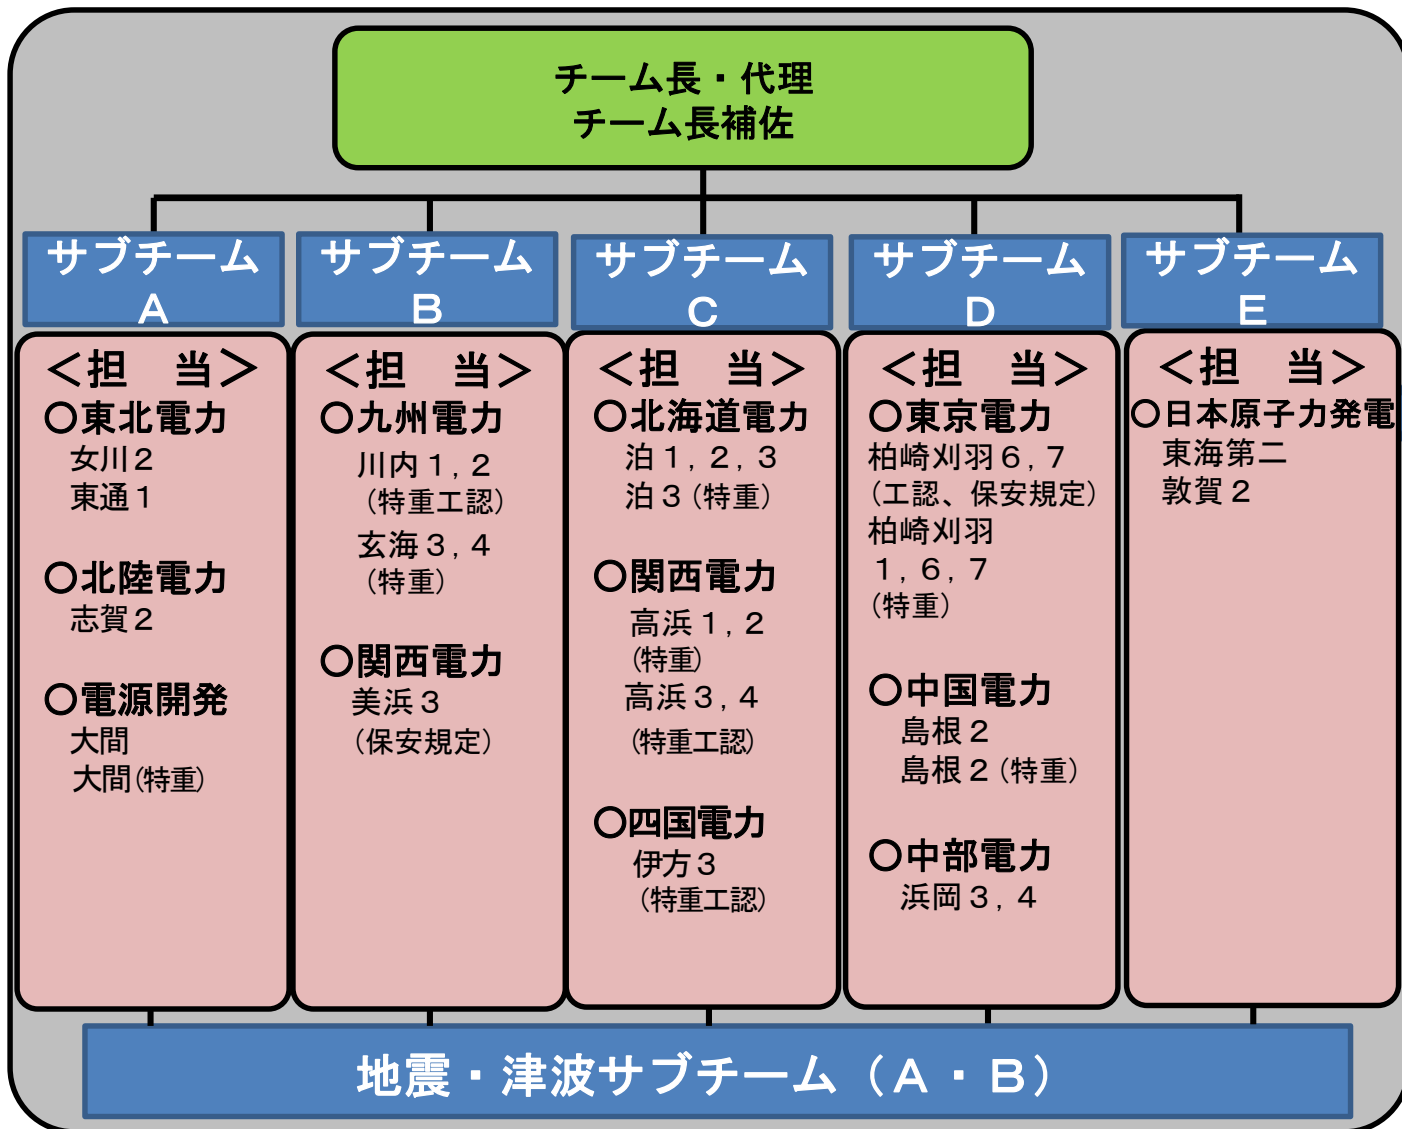 チーム長・代理
チーム長補佐
サブチーム
A
<担　当>
○東北電力
女川2
東通1
○北陸電力
志賀2
○電源開発
大間
大間(特重)
サブチーム
B
<担　当>
○九州電力
川内1，2
(特重工認)
玄海3，4
(特重)
○関西電力
美浜3
(保安規定)
サブチーム
C
<担　当>
○北海道電力
泊1，2，3
泊3(特重)
○関西電力
高浜1，2
(特重)
高浜3，4
(特重工認)
○四国電力
伊方3
(特重工認)
サブチーム
D
<担　当>
○東京電力
柏崎刈羽6，7
(工認、保安規定)
柏崎刈羽
1，6，7
(特重)
○中国電力
島根2
島根2(特重)
○中部電力
浜岡3，4
サブチーム
E
<担　当>
○日本原子力発電
東海第二
敦賀2
地震・津波サブチーム（A・B）